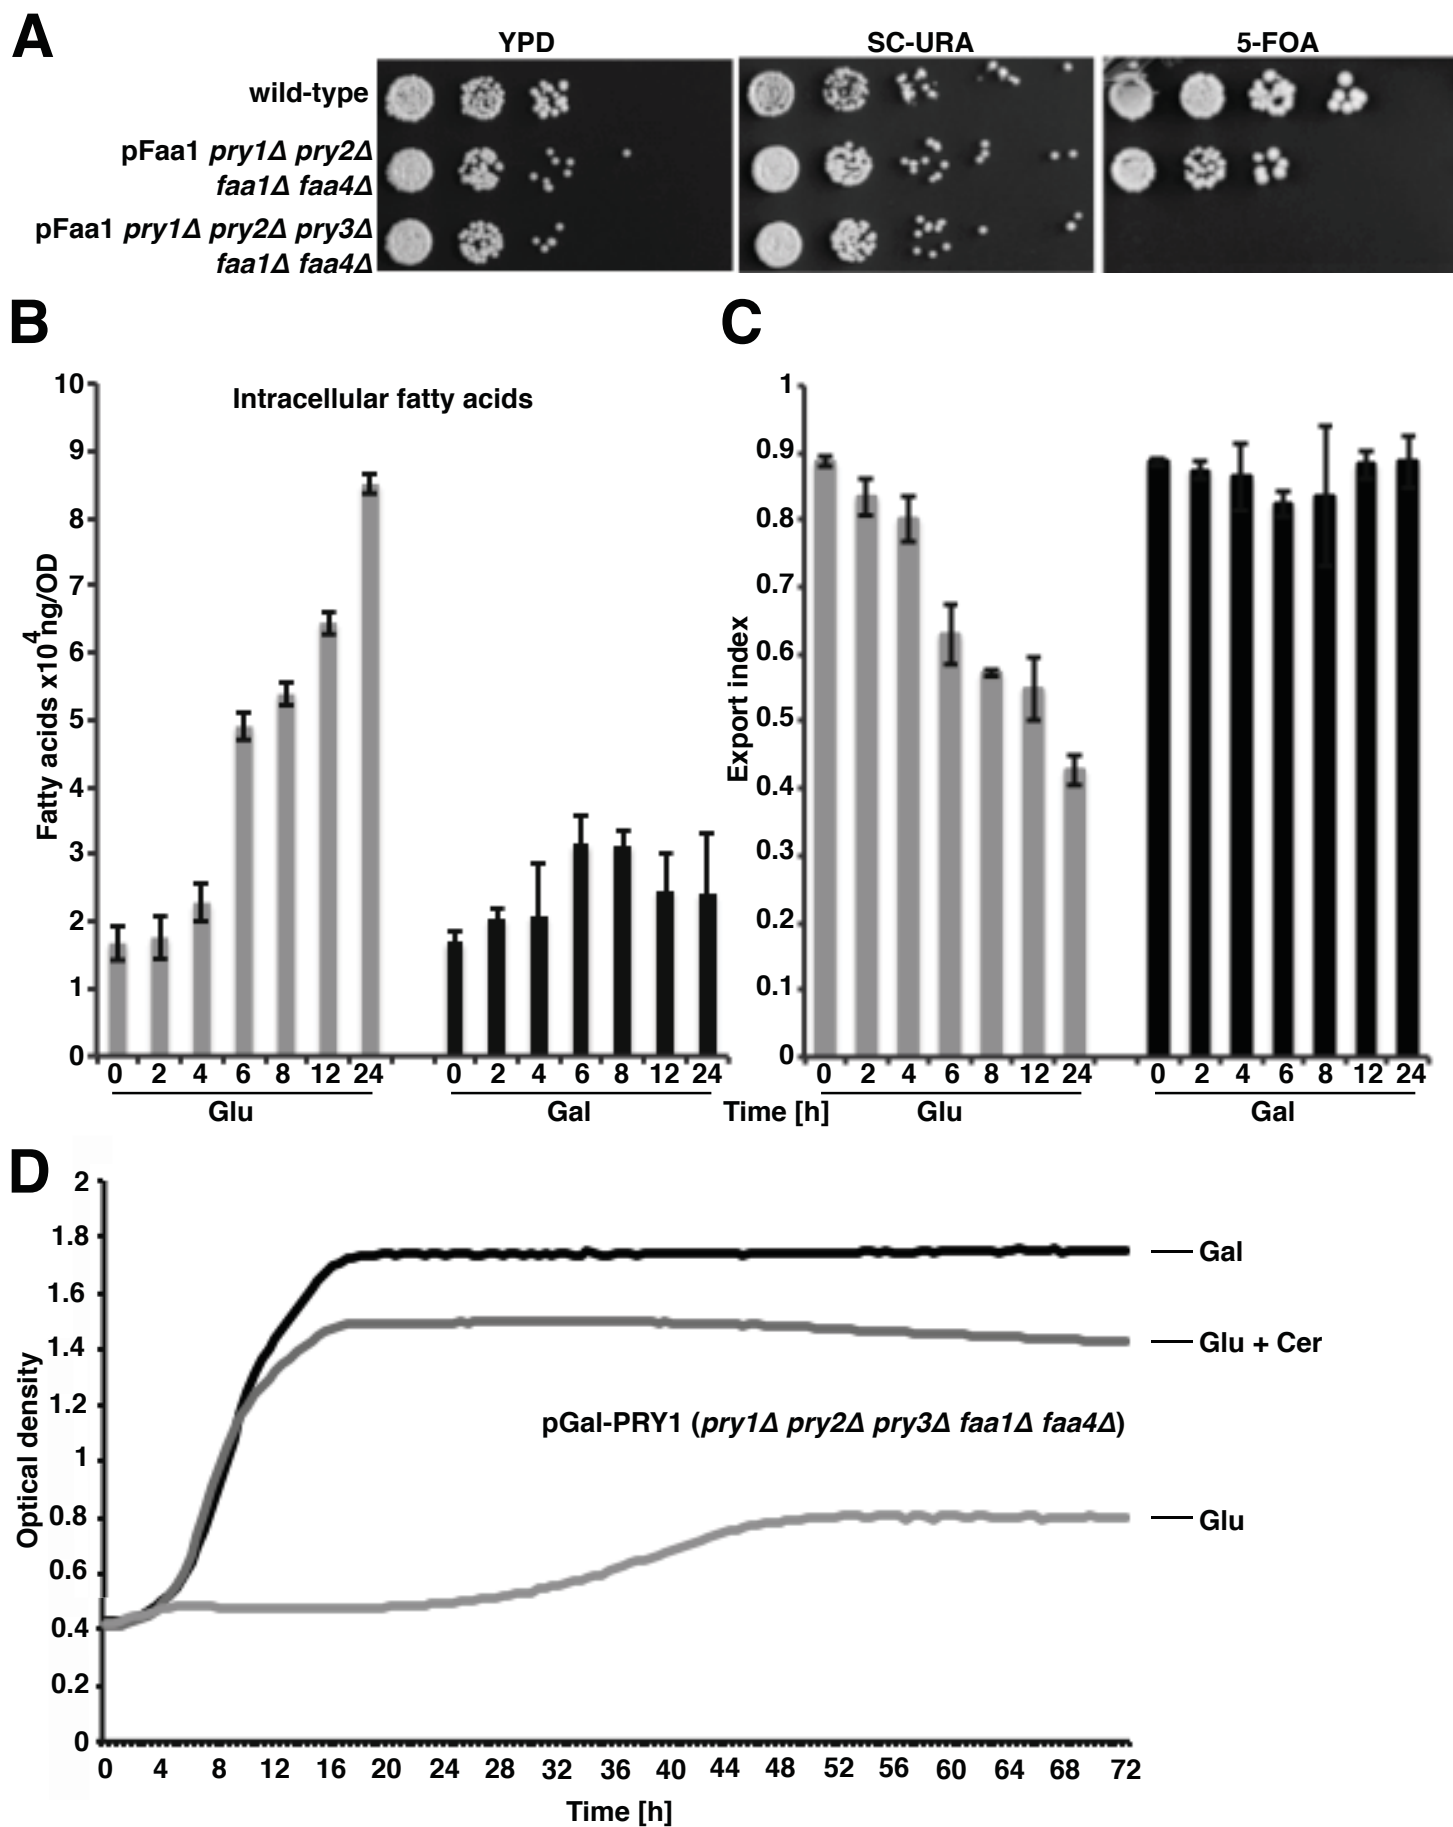 A
YPD SC-URA 5-FOA
wild-type
pFaa1 pry1Δ pry2Δ
faa1Δ faa4Δ
pFaa1 pry1Δ pry2Δ pry3Δ
faa1Δ faa4Δ
B
Intracellular fatty acids
Fatty acids x10⁴ng/OD
10
9
8
7
6
5
4
3
2
1
0
0 2 4 6 8 12 24 0 2 4 6 8 12 24
Glu Gal
Time [h]
C
Export index
1
0.9
0.8
0.7
0.6
0.5
0.4
0.3
0.2
0.1
0
0 2 4 6 8 12 24 0 2 4 6 8 12 24
Glu Gal
D
Optical density
2
1.8
1.6
1.4
1.2
1
0.8
0.6
0.4
0.2
0
Gal
Glu + Cer
pGal-PRY1 (pry1Δ pry2Δ pry3Δ faa1Δ faa4Δ)
Glu
0 4 8 12 16 20 24 28 32 36 40 44 48 52 56 60 64 68 72
Time [h]